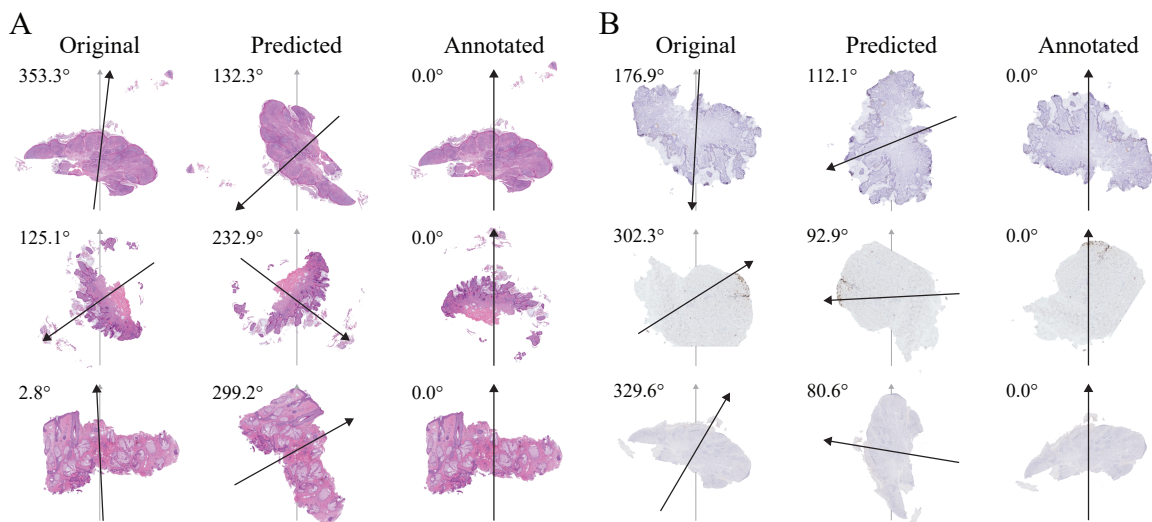 A
B
Original Predicted Annotated
Original Predicted Annotated
353.3° 132.3° 0.0°
176.9° 112.1° 0.0°
125.1° 232.9° 0.0°
302.3° 92.9° 0.0°
2.8° 299.2° 0.0°
329.6° 80.6° 0.0°